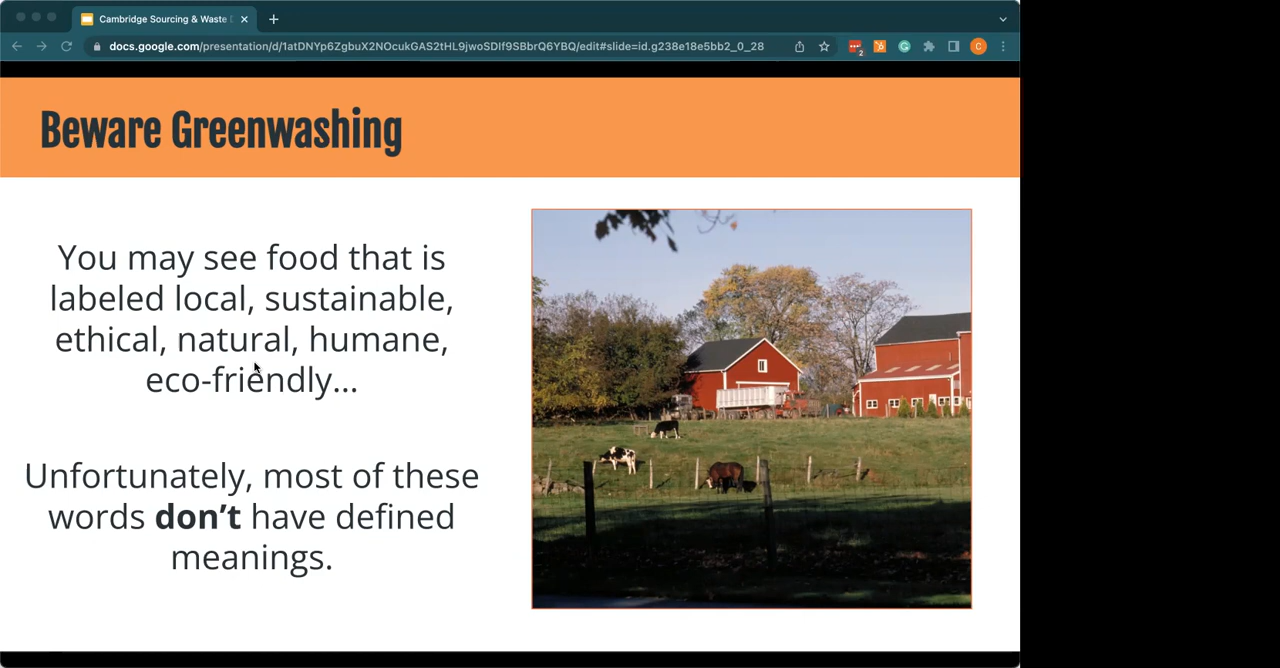 Cambridge Sourcing & Waste
docs.google.com/presentation/d/1atDNYp6ZgbuX2NOcukGAS2tHL9jwoSDIf9SBbrQ6YBQ/edit#slide=id.g238e18e5bb2_0_28
2
C
Beware Greenwashing
You may see food that is
labeled local, sustainable,
ethical, natural, humane,
eco-friendly...
Unfortunately, most of these
words don’t have defined
meanings.